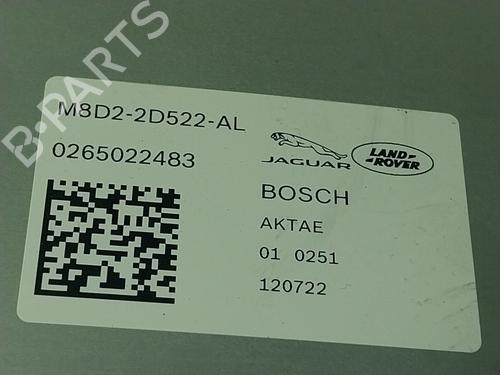 B-PARTS
M8D2-2D522-AL
0265022483
JAGUAR
LAND-
-ROVER
BOSCH
AKTAE
01 0251
120722